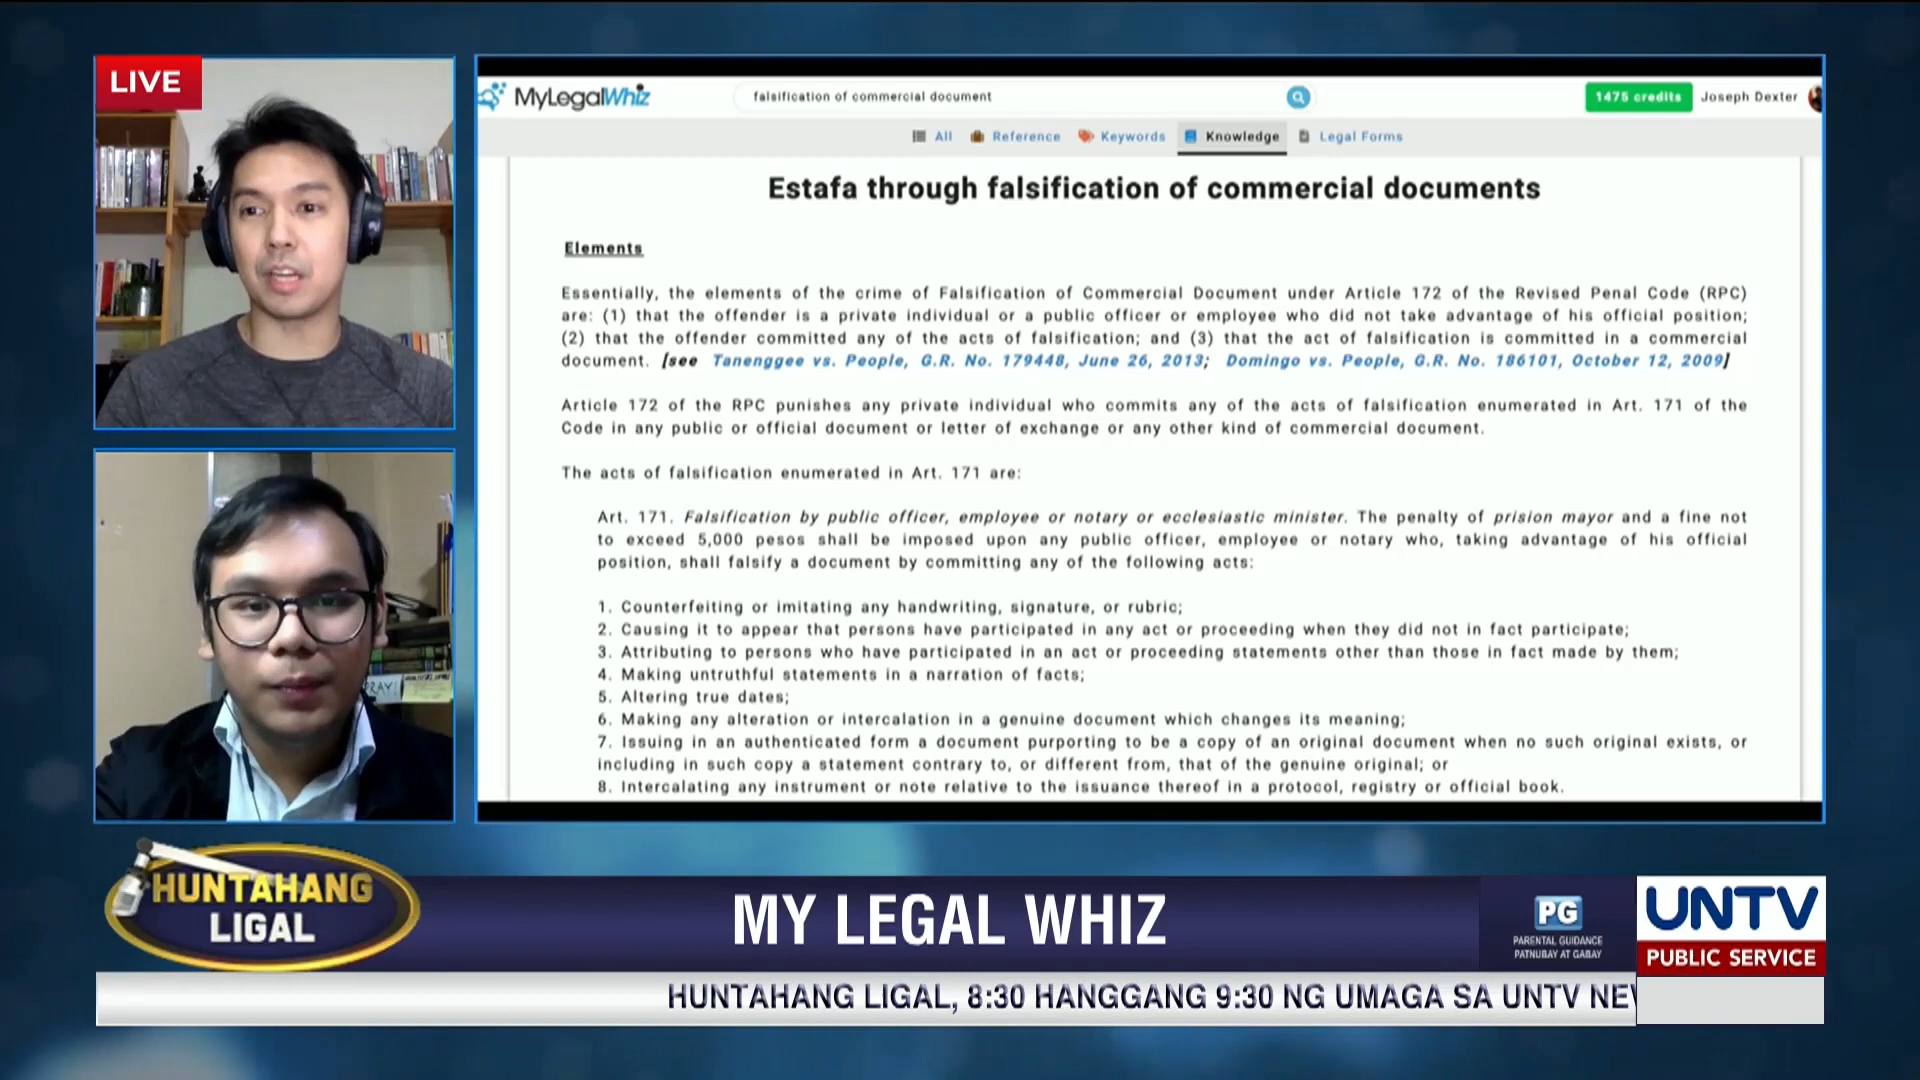 LIVE
MyLegalWhiz
falsification of commercial document
1475 credits
Joseph Dexter
All
Reference
Keywords
Knowledge
Legal Forms
Estafa through falsification of commercial documents
Elements
Essentially, the elements of the crime of Falsification of Commercial Document under Article 172 of the Revised Penal Code (RPC)
are: (1) that the offender is a private individual or a public officer or employee who did not take advantage of his official position;
(2) that the offender committed any of the acts of falsification; and (3) that the act of falsification is committed in a commercial
document. [see Tanenggee vs. People, G.R. No. 179448, June 26, 2013; Domingo vs. People, G.R. No. 186101, October 12, 2009]
Article 172 of the RPC punishes any private individual who commits any of the acts of falsification enumerated in Art. 171 of the
Code in any public or official document or letter of exchange or any other kind of commercial document.
The acts of falsification enumerated in Art. 171 are:
Art. 171. Falsification by public officer, employee or notary or ecclesiastic minister. The penalty of prision mayor and a fine not
to exceed 5,000 pesos shall be imposed upon any public officer, employee or notary who, taking advantage of his official
position, shall falsify a document by committing any of the following acts:
1. Counterfeiting or imitating any handwriting, signature, or rubric;
2. Causing it to appear that persons have participated in any act or proceeding when they did not in fact participate;
3. Attributing to persons who have participated in an act or proceeding statements other than those in fact made by them;
4. Making untruthful statements in a narration of facts;
5. Altering true dates;
6. Making any alteration or intercalation in a genuine document which changes its meaning;
7. Issuing in an authenticated form a document purporting to be a copy of an original document when no such original exists, or
including in such copy a statement contrary to, or different from, that of the genuine original; or
8. Intercalating any instrument or note relative to the issuance thereof in a protocol, registry or official book.
HUNTAHANG
LIGAL
MY LEGAL WHIZ
PG
PARENTAL GUIDANCE
PATNUBAY AT GABAY
UNTV
PUBLIC SERVICE
HUNTAHANG LIGAL, 8:30 HANGGANG 9:30 NG UMAGA SA UNTV